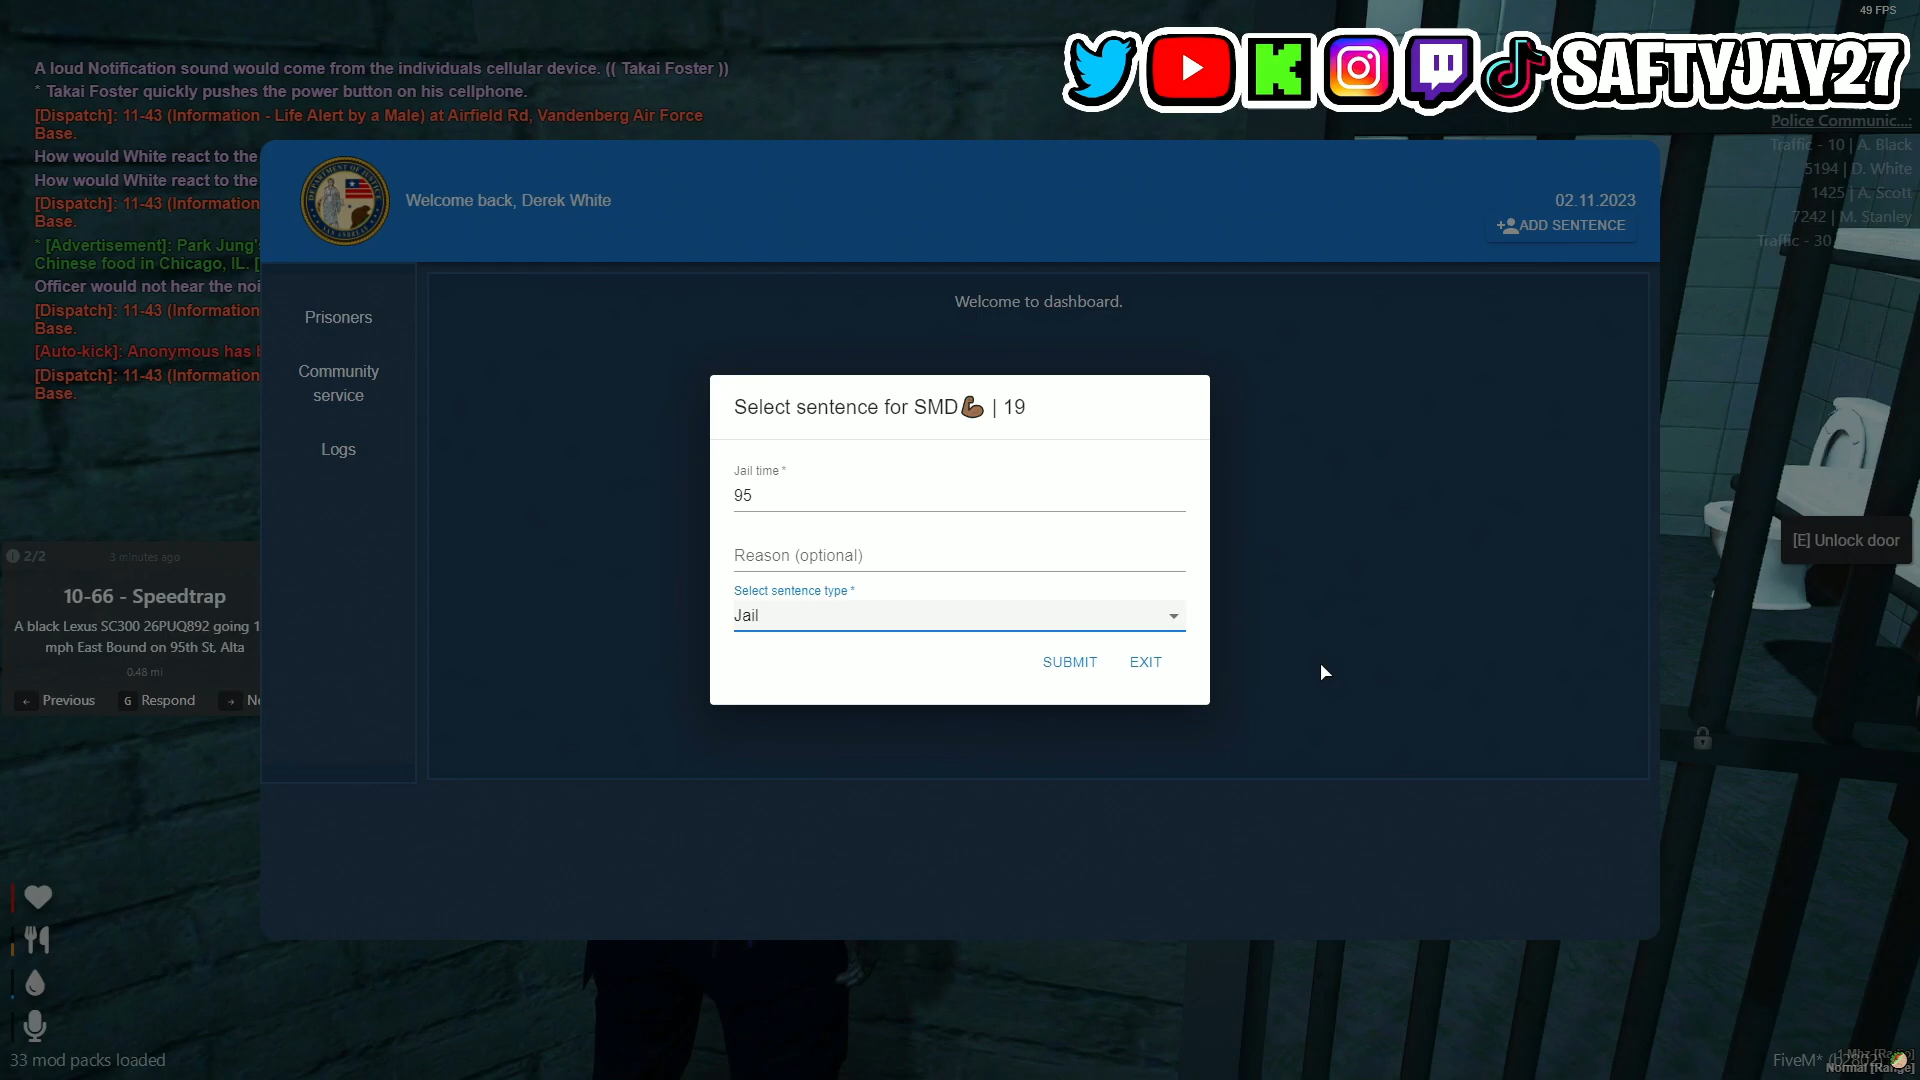 49 FPS
SAFTYJAY27
A loud Notification sound would come from the individuals cellular device. (( Takai Foster ))
* Takai Foster quickly pushes the power button on his cellphone.
[Dispatch]: 11-43 (Information - Life Alert by a Male) at Airfield Rd, Vandenberg Air Force
Base.
How would White react to the
How would White react to the
[Dispatch]: 11-43 (Information
Base.
* [Advertisement]: Park Jung's
Chinese food in Chicago, IL. [
Officer would not hear the noi
[Dispatch]: 11-43 (Information
Base.
[Auto-kick]: Anonymous has
[Dispatch]: 11-43 (Information
Base.
Police Communic...:
Traffic - 10 | A. Black
5194 | D. White
1425 | A. Scott
7242 | M. Stanley
Traffic - 30
DEPARTMENT OF JUSTICE
SAN ANDREAS
Welcome back, Derek White
02.11.2023
ADD SENTENCE
Prisoners
Community
service
Logs
Welcome to dashboard.
Select sentence for SMD💪🏾 | 19
Jail time *
95
Reason (optional)
Select sentence type *
Jail
SUBMIT EXIT
[E] Unlock door
2/2 3 minutes ago
10-66 - Speedtrap
A black Lexus SC300 26PUQ892 going 1
mph East Bound on 95th St, Alta
0.48 mi
← Previous G Respond → N
33 mod packs loaded
FiveM*
Normal [Range]